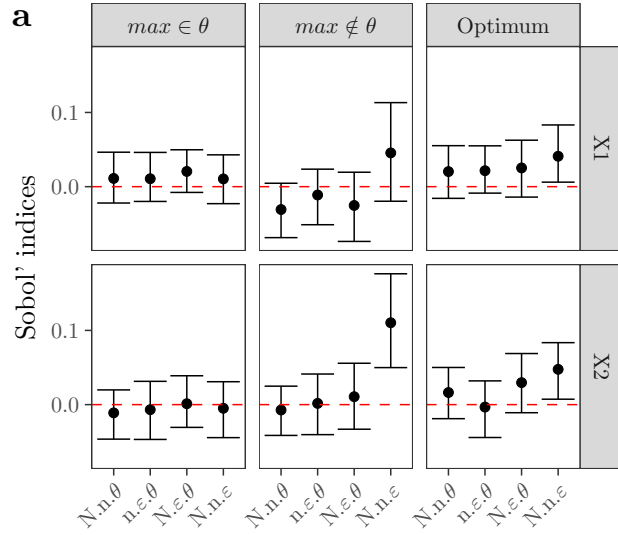 a
max ∈ θ
max ∉ θ
Optimum
Sobol' indices
0.1
0.0
X1
0.1
0.0
X2
N.n.θ
n.ε.θ
N.ε.θ
N.n.ε
N.n.θ
n.ε.θ
N.ε.θ
N.n.ε
N.n.θ
n.ε.θ
N.ε.θ
N.n.ε